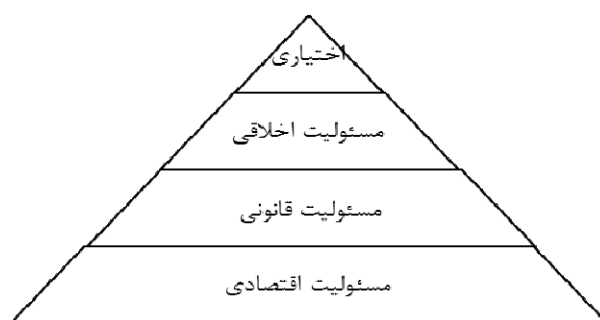 اختیاری
مسئولیت اخلاقی
مسئولیت قانونی
مسئولیت اقتصادی